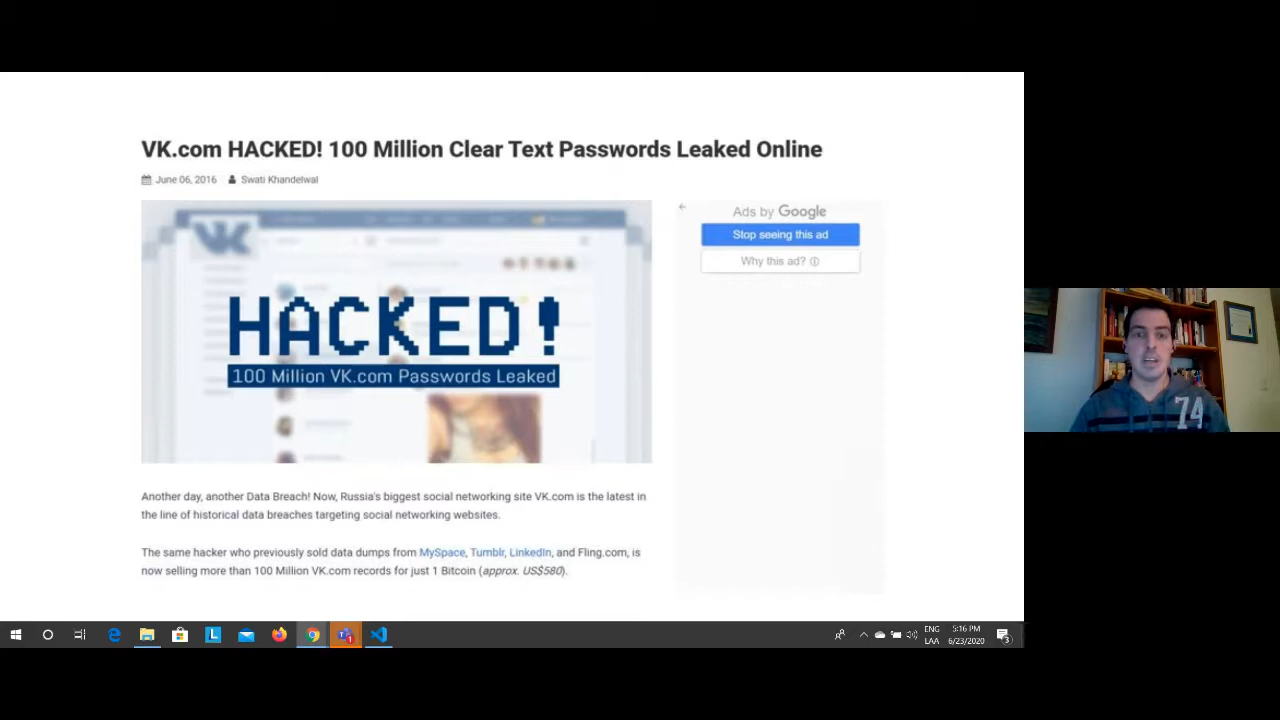 VK.com HACKED! 100 Million Clear Text Passwords Leaked Online
June 06, 2016 Swati Khandelwal
HACKED!
100 Million VK.com Passwords Leaked
Ads by Google
Stop seeing this ad
Why this ad?
Another day, another Data Breach! Now, Russia's biggest social networking site VK.com is the latest in
the line of historical data breaches targeting social networking websites.
The same hacker who previously sold data dumps from MySpace, Tumblr, LinkedIn, and Fling.com, is
now selling more than 100 Million VK.com records for just 1 Bitcoin (approx. US$580).
74
L
1
ENG
LAA
5:16 PM
6/23/2020
3